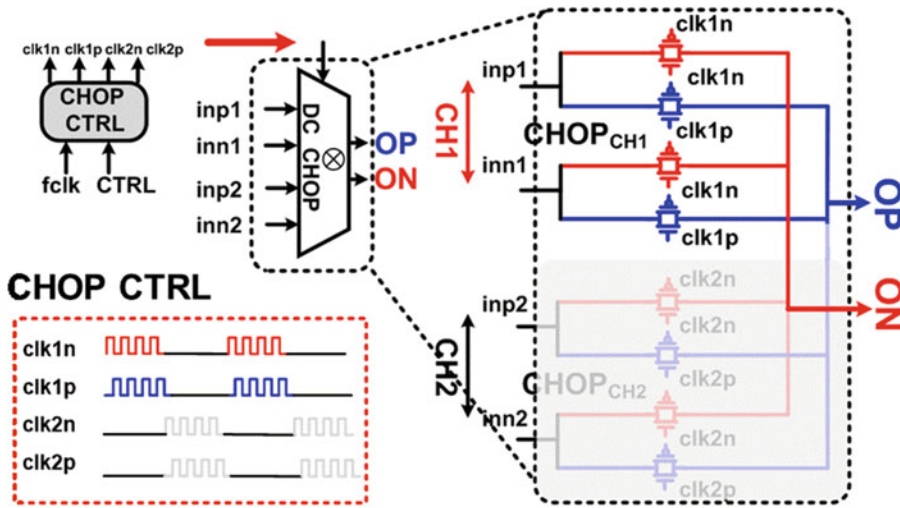 clk1n clk1p clk2n clk2p
CHOP
CTRL
fclk CTRL
inp1
inn1
inp2
inn2
DC CHOP
OP
ON
CHOP CTRL
clk1n
clk1p
clk2n
clk2p
inp1
CH1
inn1
CHOPCH1
clk1n
clk1n
clk1p
clk1n
clk1p
inp2
CH2
inn2
CHOPCH2
clk2n
clk2n
clk2p
clk2n
clk2p
OP
ON